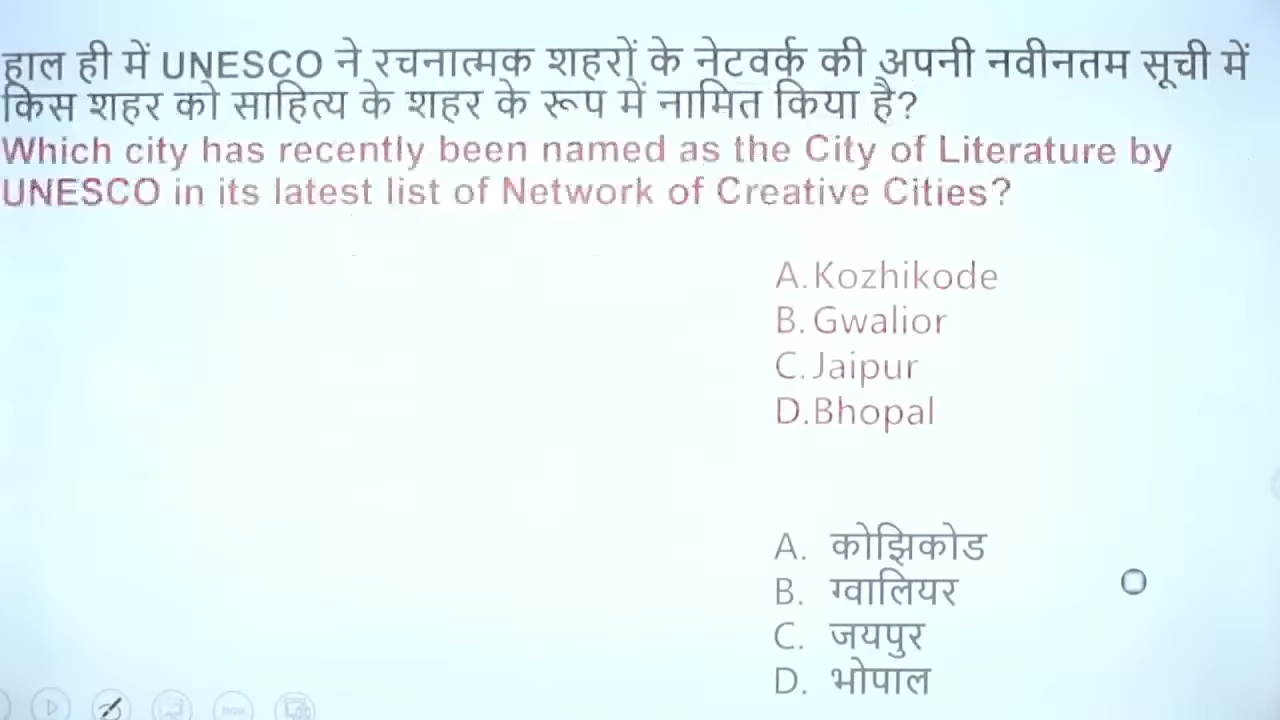 हाल ही में UNESCO ने रचनात्मक शहरों के नेटवर्क की अपनी नवीनतम सूची में
किस शहर को साहित्य के शहर के रूप में नामित किया है?
Which city has recently been named as the City of Literature by
UNESCO in its latest list of Network of Creative Cities?
A. Kozhikode
B. Gwalior
C. Jaipur
D. Bhopal
A. कोझिकोड
B. ग्वालियर
C. जयपुर
D. भोपाल